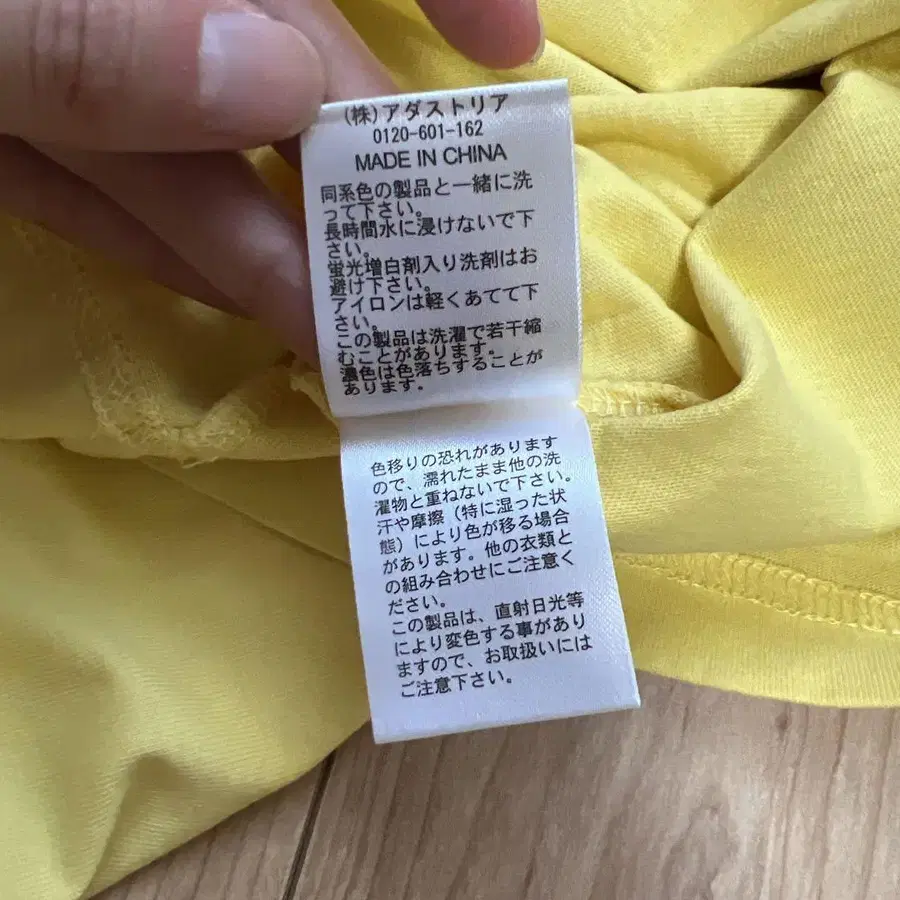 (株)アダストリア
0120-601-162
MADE IN CHINA
同系色の製品と一緒に洗
って下さい。
長時間水に浸けないで下
さい。
蛍光増白剤入り洗剤はお
避け下さい。
アイロンは軽くあてて下
さい。
この製品は洗濯で若干縮
むことがあります。
濃色は色落ちすることが
あります。
色移りの恐れがあります
ので、濡れたまま他の洗
濯物と重ねないで下さい。
汗や摩擦(特に湿った状
態)により色が移る場合
があります。他の衣類と
の組み合わせにご注意く
ださい。
この製品は、直射日光等
により変色する事があり
ますので、お取扱いには
ご注意下さい。